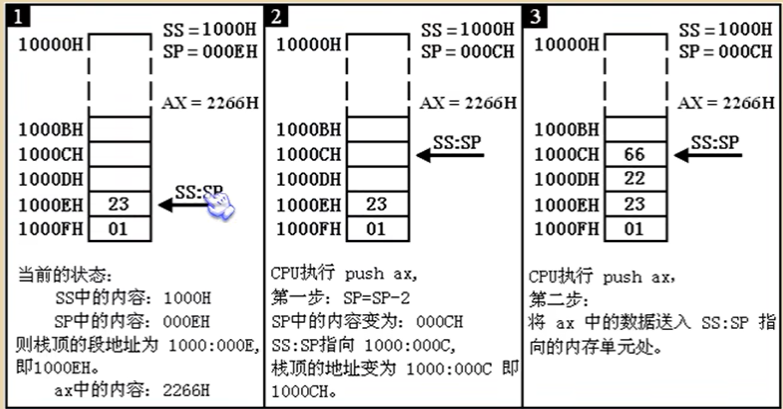 1
SS = 1000H
10000H
SP = 000EH
AX = 2266H
1000BH
1000CH
1000DH
SS:SP
1000EH 23
1000FH 01
当前的状态:
SS中的内容: 1000H
SP中的内容: 000EH
则栈顶的段地址为 1000:000E,
即1000EH。
ax中的内容: 2266H
2
SS = 1000H
10000H
SP = 000CH
AX = 2266H
1000BH
SS:SP
1000CH
1000DH
1000EH 23
1000FH 01
CPU执行 push ax,
第一步: SP=SP-2
SP中的内容变为: 000CH
SS:SP指向 1000:000C,
栈顶的地址变为 1000:000C 即
1000CH。
3
SS = 1000H
10000H
SP = 000CH
AX = 2266H
1000BH
SS:SP
1000CH 66
1000DH 22
1000EH 23
1000FH 01
CPU执行 push ax,
第二步:
将 ax 中的数据送入 SS:SP 指
向的内存单元处。